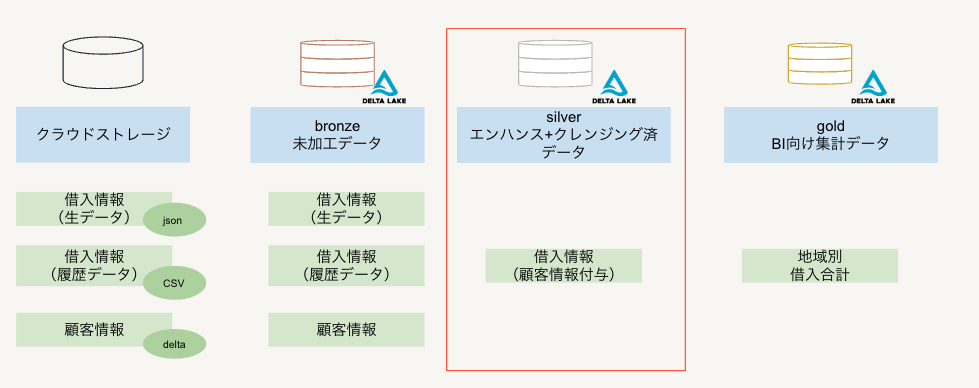 DELTA LAKE
DELTA LAKE
DELTA LAKE
クラウドストレージ
bronze
未加工データ
silver
エンハンス+クレンジング済
データ
gold
BI向け集計データ
借入情報
（生データ）
json
借入情報
（生データ）
借入情報
（履歴データ）
CSV
借入情報
（履歴データ）
借入情報
（顧客情報付与）
地域別
借入合計
顧客情報
delta
顧客情報